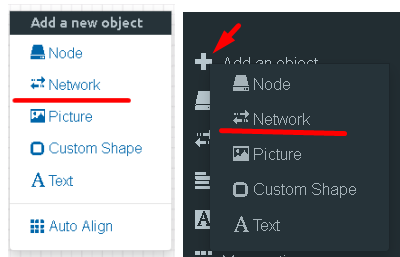 Add a new object
Node
Network
Picture
Custom Shape
Text
Auto Align
Add an object
Node
Network
Picture
Custom Shape
Text